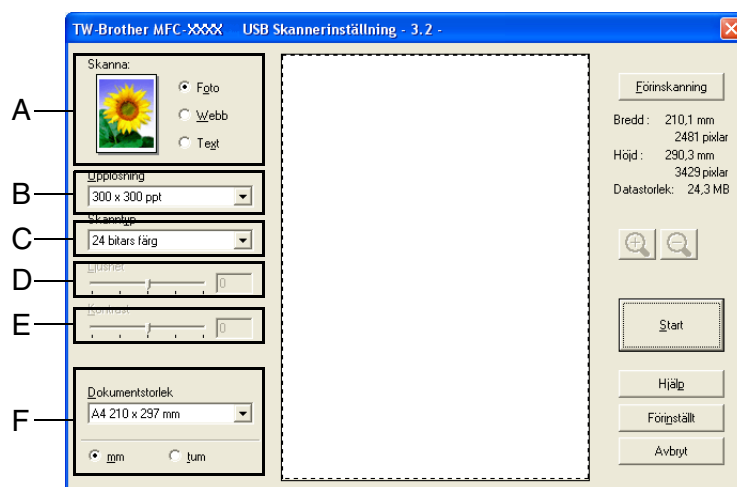 TW-Brother MFC-XXXX USB Skannerinställning - 3.2 -
A
Skanna:
Foto
Webb
Text
B
Upplösning
300 x 300 ppt
C
Skanntyp
24 bitars färg
D
Ljushet
0
E
Kontrast
0
F
Dokumentstorlek
A4 210 x 297 mm
mm tum
Förinskanning
Bredd : 210,1 mm
2481 pixlar
Höjd : 290,3 mm
3429 pixlar
Datastorlek: 24,3 MB
Start
Hjälp
Förinställt
Avbryt